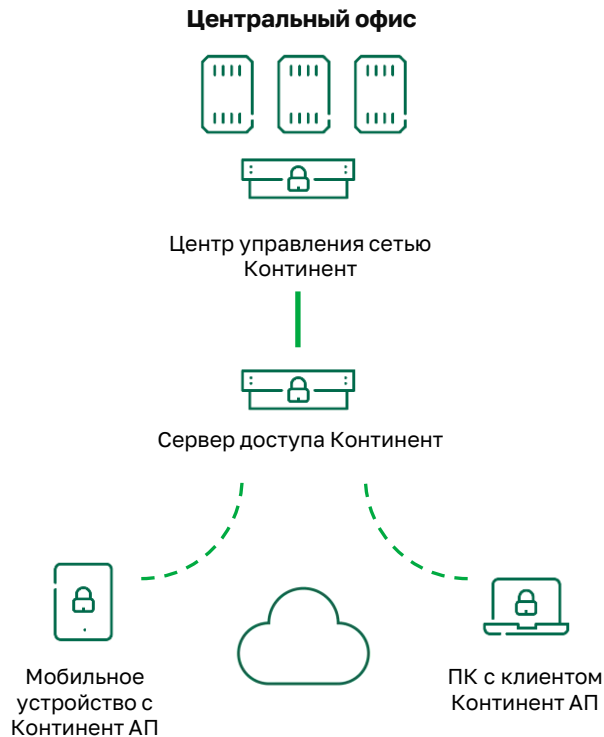 Центральный офис
Центр управления сетью
Континент
Сервер доступа Континент
Мобильное
устройство с
Континент АП
ПК с клиентом
Континент АП